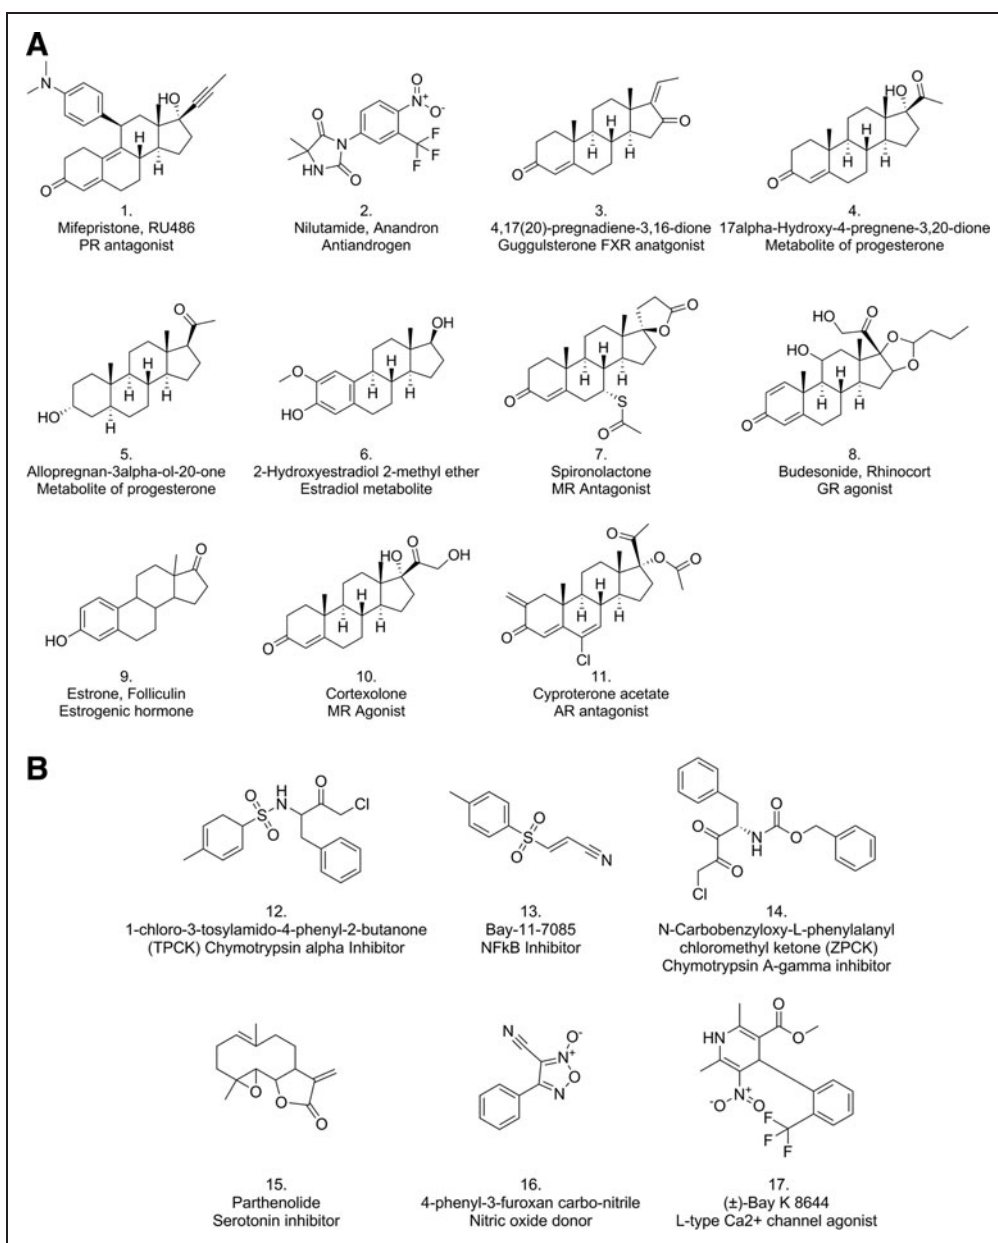 A
1.
Mifepristone, RU486
PR antagonist
2.
Nilutamide, Anandron
Antiandrogen
3.
4,17(20)-pregnadiene-3,16-dione
Guggulsterone FXR anatgonist
4.
17alpha-Hydroxy-4-pregnene-3,20-dione
Metabolite of progesterone
5.
Allopregnan-3alpha-ol-20-one
Metabolite of progesterone
6.
2-Hydroxyestradiol 2-methyl ether
Estradiol metabolite
7.
Spironolactone
MR Antagonist
8.
Budesonide, Rhinocort
GR agonist
9.
Estrone, Folliculin
Estrogenic hormone
10.
Cortexolone
MR Agonist
11.
Cyproterone acetate
AR antagonist
B
12.
1-chloro-3-tosylamido-4-phenyl-2-butanone
(TPCK) Chymotrypsin alpha Inhibitor
13.
Bay-11-7085
NFkB Inhibitor
14.
N-Carbobenzyloxy-L-phenylalanyl
chloromethyl ketone (ZPCK)
Chymotrypsin A-gamma inhibitor
15.
Parthenolide
Serotonin inhibitor
16.
4-phenyl-3-furoxan carbo-nitrile
Nitric oxide donor
17.
(±)-Bay K 8644
L-type Ca2+ channel agonist